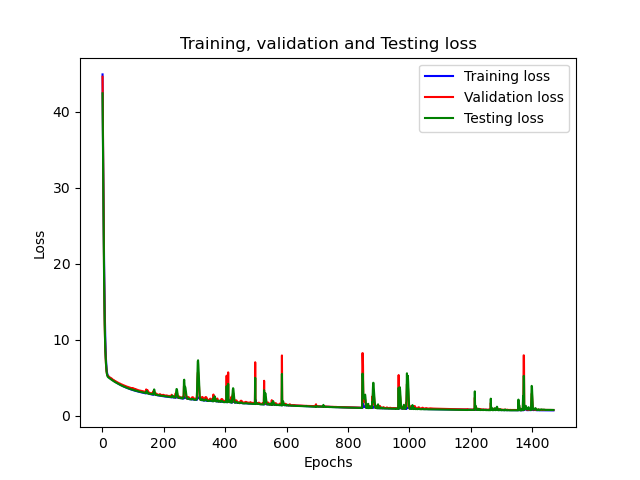 Training, validation and Testing loss
Training loss
Validation loss
Testing loss
Loss
40
30
20
10
0
0 200 400 600 800 1000 1200 1400
Epochs